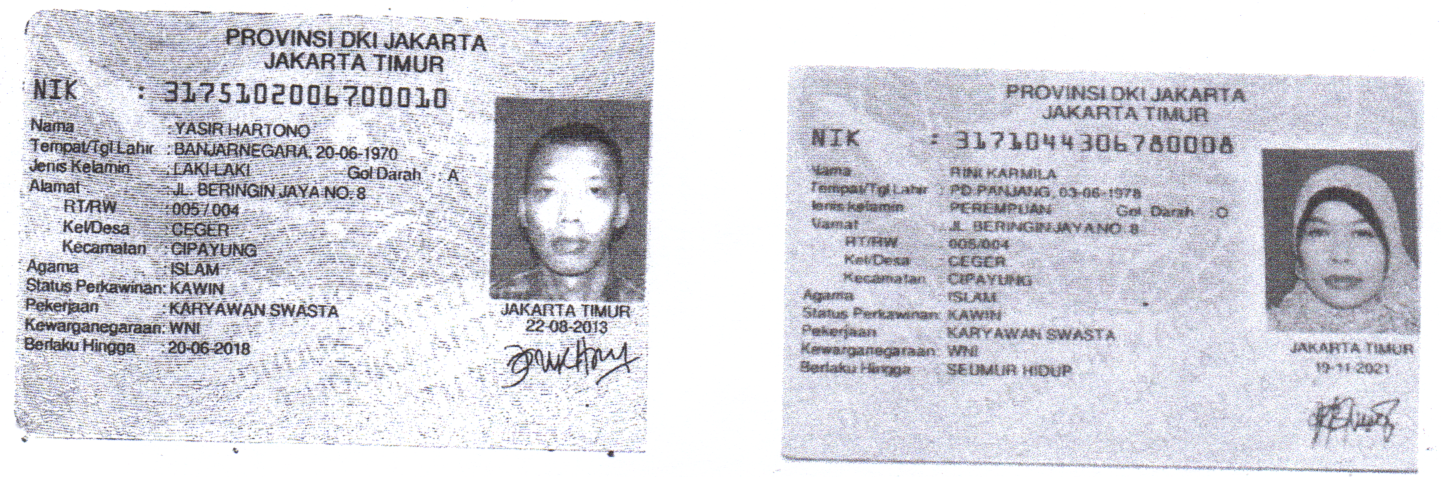 PROVINSI DKI JAKARTA
JAKARTA TIMUR
NIK : 3175102006700010
Nama : YASIR HARTONO
Tempat/Tgl Lahir : BANJARNEGARA, 20-06-1970
Jenis Kelamin : LAKI-LAKI Gol Darah : A
Alamat : JL. BERINGIN JAYA NO. 8
RT/RW : 005 / 004
Kel/Desa : CEGER
Kecamatan : CIPAYUNG
Agama : ISLAM
Status Perkawinan: KAWIN
Pekerjaan : KARYAWAN SWASTA
Kewarganegaraan: WNI
Berlaku Hingga : 20-06-2018
JAKARTA TIMUR
22-08-2013
PROVINSI DKI JAKARTA
JAKARTA TIMUR
NIK : 3171044306780008
Nama : RINI KARMILA
Tempat/Tgl Lahir : PD.PANJANG, 03-06-1978
Jenis kelamin : PEREMPUAN Gol. Darah : O
Alamat : JL. BERINGIN JAYA NO. 8
RT/RW : 005/004
Kel/Desa : CEGER
Kecamatan : CIPAYUNG
Agama : ISLAM
Status Perkawinan: KAWIN
Pekerjaan : KARYAWAN SWASTA
Kewarganegaraan: WNI
Berlaku Hingga : SEUMUR HIDUP
JAKARTA TIMUR
19-11-2021